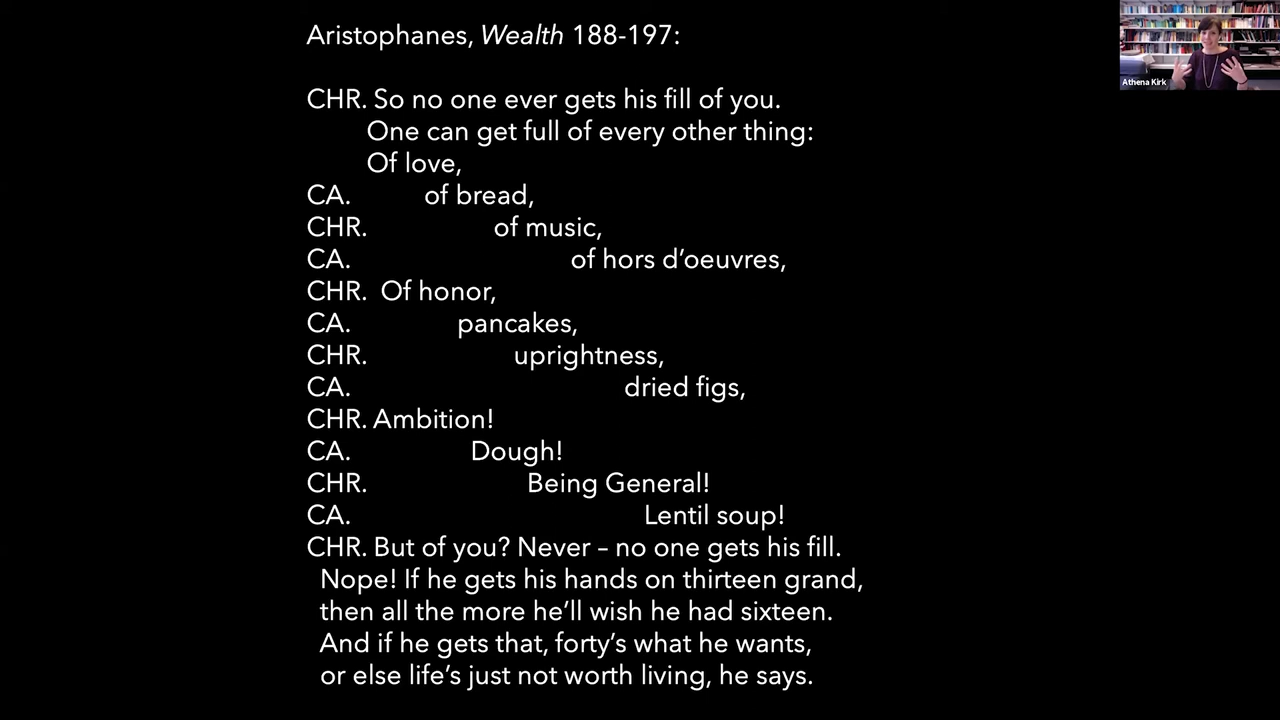 Aristophanes, Wealth 188-197:
CHR. So no one ever gets his fill of you.
One can get full of every other thing:
Of love,
CA. of bread,
CHR. of music,
CA. of hors d’oeuvres,
CHR. Of honor,
CA. pancakes,
CHR. uprightness,
CA. dried figs,
CHR. Ambition!
CA. Dough!
CHR. Being General!
CA. Lentil soup!
CHR. But of you? Never – no one gets his fill.
Nope! If he gets his hands on thirteen grand,
then all the more he’ll wish he had sixteen.
And if he gets that, forty’s what he wants,
or else life’s just not worth living, he says.
Athena Kirk